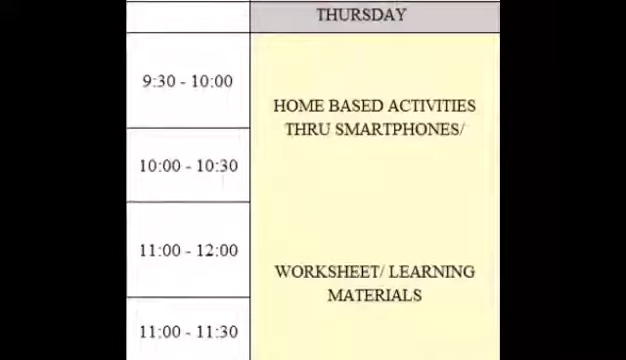 THURSDAY
9:30 - 10:00
HOME BASED ACTIVITIES
THRU SMARTPHONES/
10:00 - 10:30
11:00 - 12:00
WORKSHEET/ LEARNING
MATERIALS
11:00 - 11:30